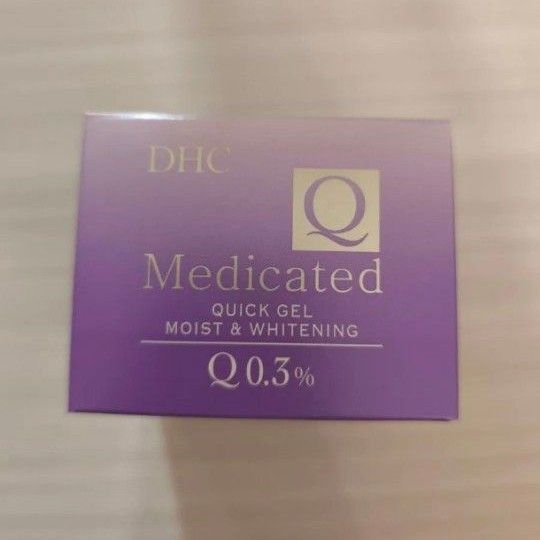 DHC
Q
Medicated
QUICK GEL
MOIST & WHITENING
Q 0.3%